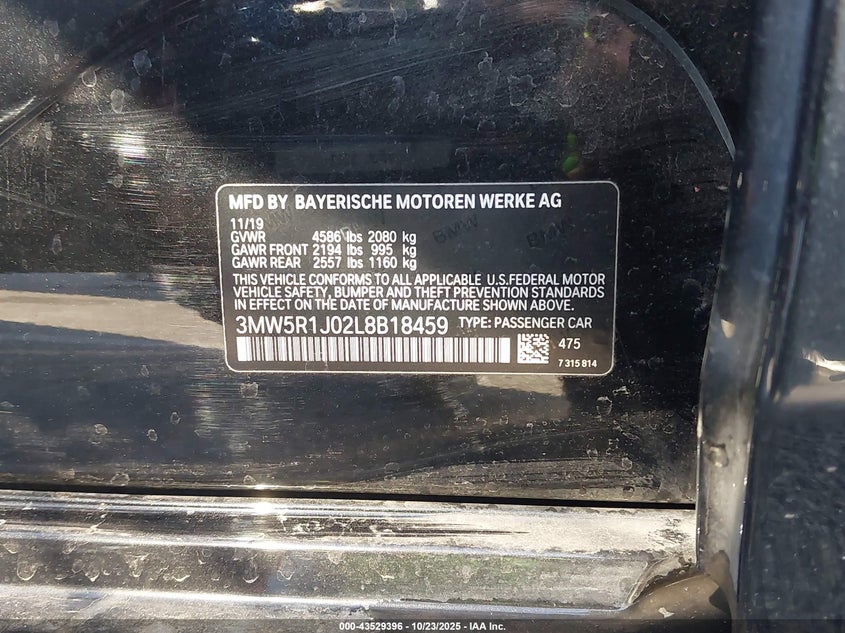 MFD BY BAYERISCHE MOTOREN WERKE AG
11/19
GVWR 4586 lbs 2080 kg
GAWR FRONT 2194 lbs 995 kg
GAWR REAR 2557 lbs 1160 kg
THIS VEHICLE CONFORMS TO ALL APPLICABLE U.S.FEDERAL MOTOR
VEHICLE SAFETY, BUMPER AND THEFT PREVENTION STANDARDS
IN EFFECT ON THE DATE OF MANUFACTURE SHOWN ABOVE.
3MW5R1J02L8B18459 TYPE: PASSENGER CAR
475
7 315 814
BMW BMW
000-43529396 - 10/23/2025 - IAA Inc.